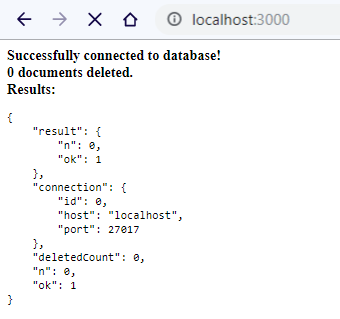 localhost:3000
Successfully connected to database!
0 documents deleted.
Results:
{
    "result": {
        "n": 0,
        "ok": 1
    },
    "connection": {
        "id": 0,
        "host": "localhost",
        "port": 27017
    },
    "deletedCount": 0,
    "n": 0,
    "ok": 1
}